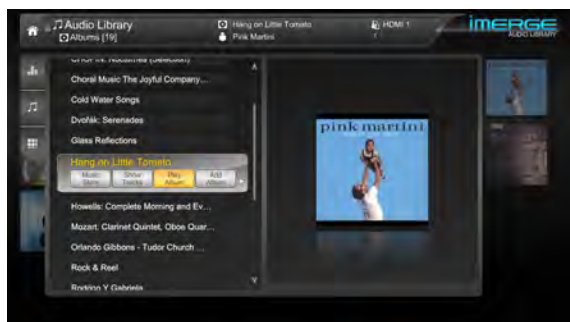 Audio Library
Albums [19]
Hang on Little Tomato
Pink Martini
HDMI 1
imerge
AUDIO LIBRARY
Choral Music The Joyful Company...
Cold Water Songs
Dvořák: Serenades
Glass Reflections
Hang on Little Tomato
Music Store
Show Tracks
Play Album
Add Album
Howells: Complete Morning and Ev...
Mozart: Clarinet Quintet, Oboe Quar...
Orlando Gibbons - Tudor Church ...
Rock & Reel
Rodrigo Y Gabriela
pink martini